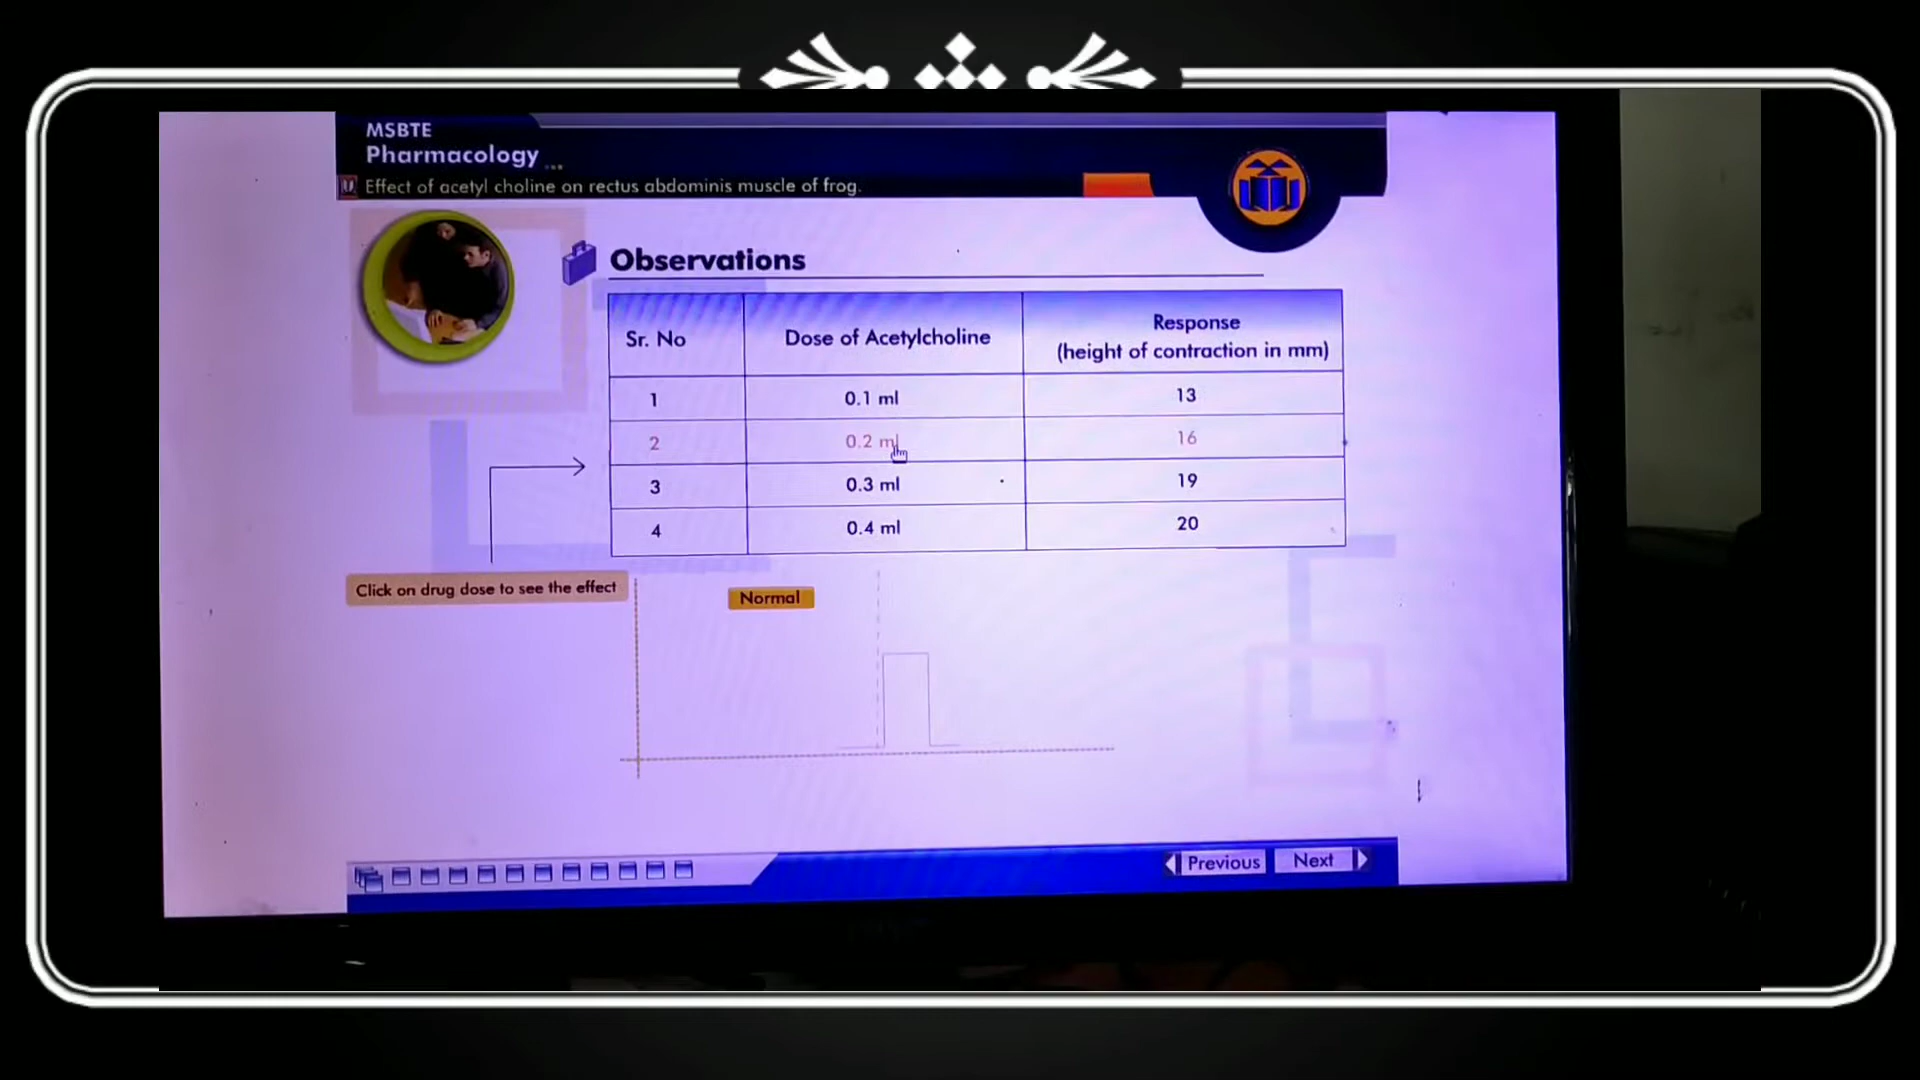 MSBTE
Pharmacology ...
Effect of acetyl choline on rectus abdominis muscle of frog.
Observations
Sr. No
Dose of Acetylcholine
Response
(height of contraction in mm)
1
0.1 ml
13
2
0.2 ml
16
3
0.3 ml
19
4
0.4 ml
20
Click on drug dose to see the effect
Normal
Previous
Next